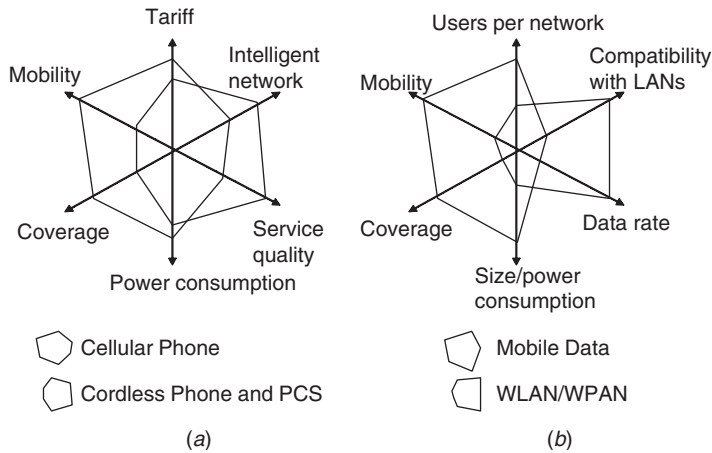 Tariff
Intelligent
network
Mobility
Coverage
Service
quality
Power consumption
Cellular Phone
Cordless Phone and PCS
(a)
Users per network
Compatibility
with LANs
Mobility
Coverage
Data rate
Size/power
consumption
Mobile Data
WLAN/WPAN
(b)